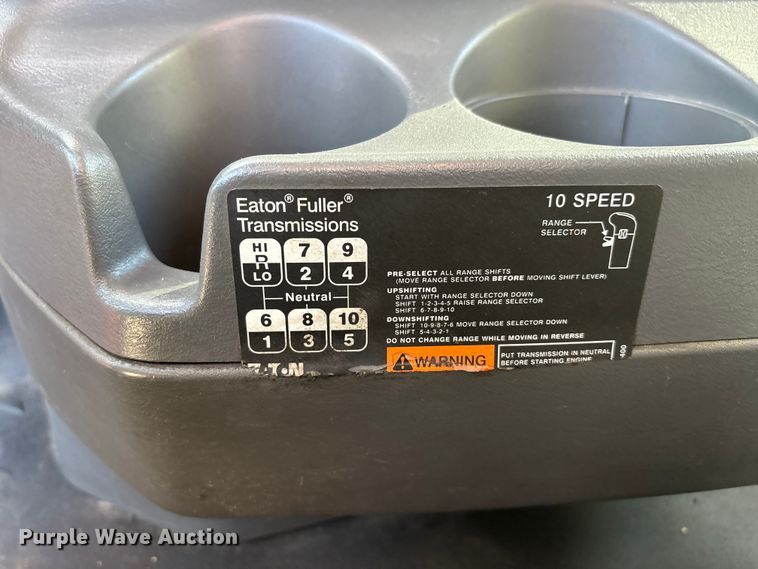 Eaton® Fuller®
Transmissions
10 SPEED
RANGE
SELECTOR
HI
R
LO
7
2
9
4
Neutral
6
1
8
3
10
5
PRE-SELECT ALL RANGE SHIFTS
(MOVE RANGE SELECTOR BEFORE MOVING SHIFT LEVER)
UPSHIFTING
START WITH RANGE SELECTOR DOWN
SHIFT 1-2-3-4-5 RAISE RANGE SELECTOR
SHIFT 6-7-8-9-10
DOWNSHIFTING
SHIFT 10-9-8-7-6 MOVE RANGE SELECTOR DOWN
SHIFT 5-4-3-2-1
DO NOT CHANGE RANGE WHILE MOVING IN REVERSE
WARNING
PUT TRANSMISSION IN NEUTRAL
BEFORE STARTING ENGINE
400
EATON
Purple Wave Auction